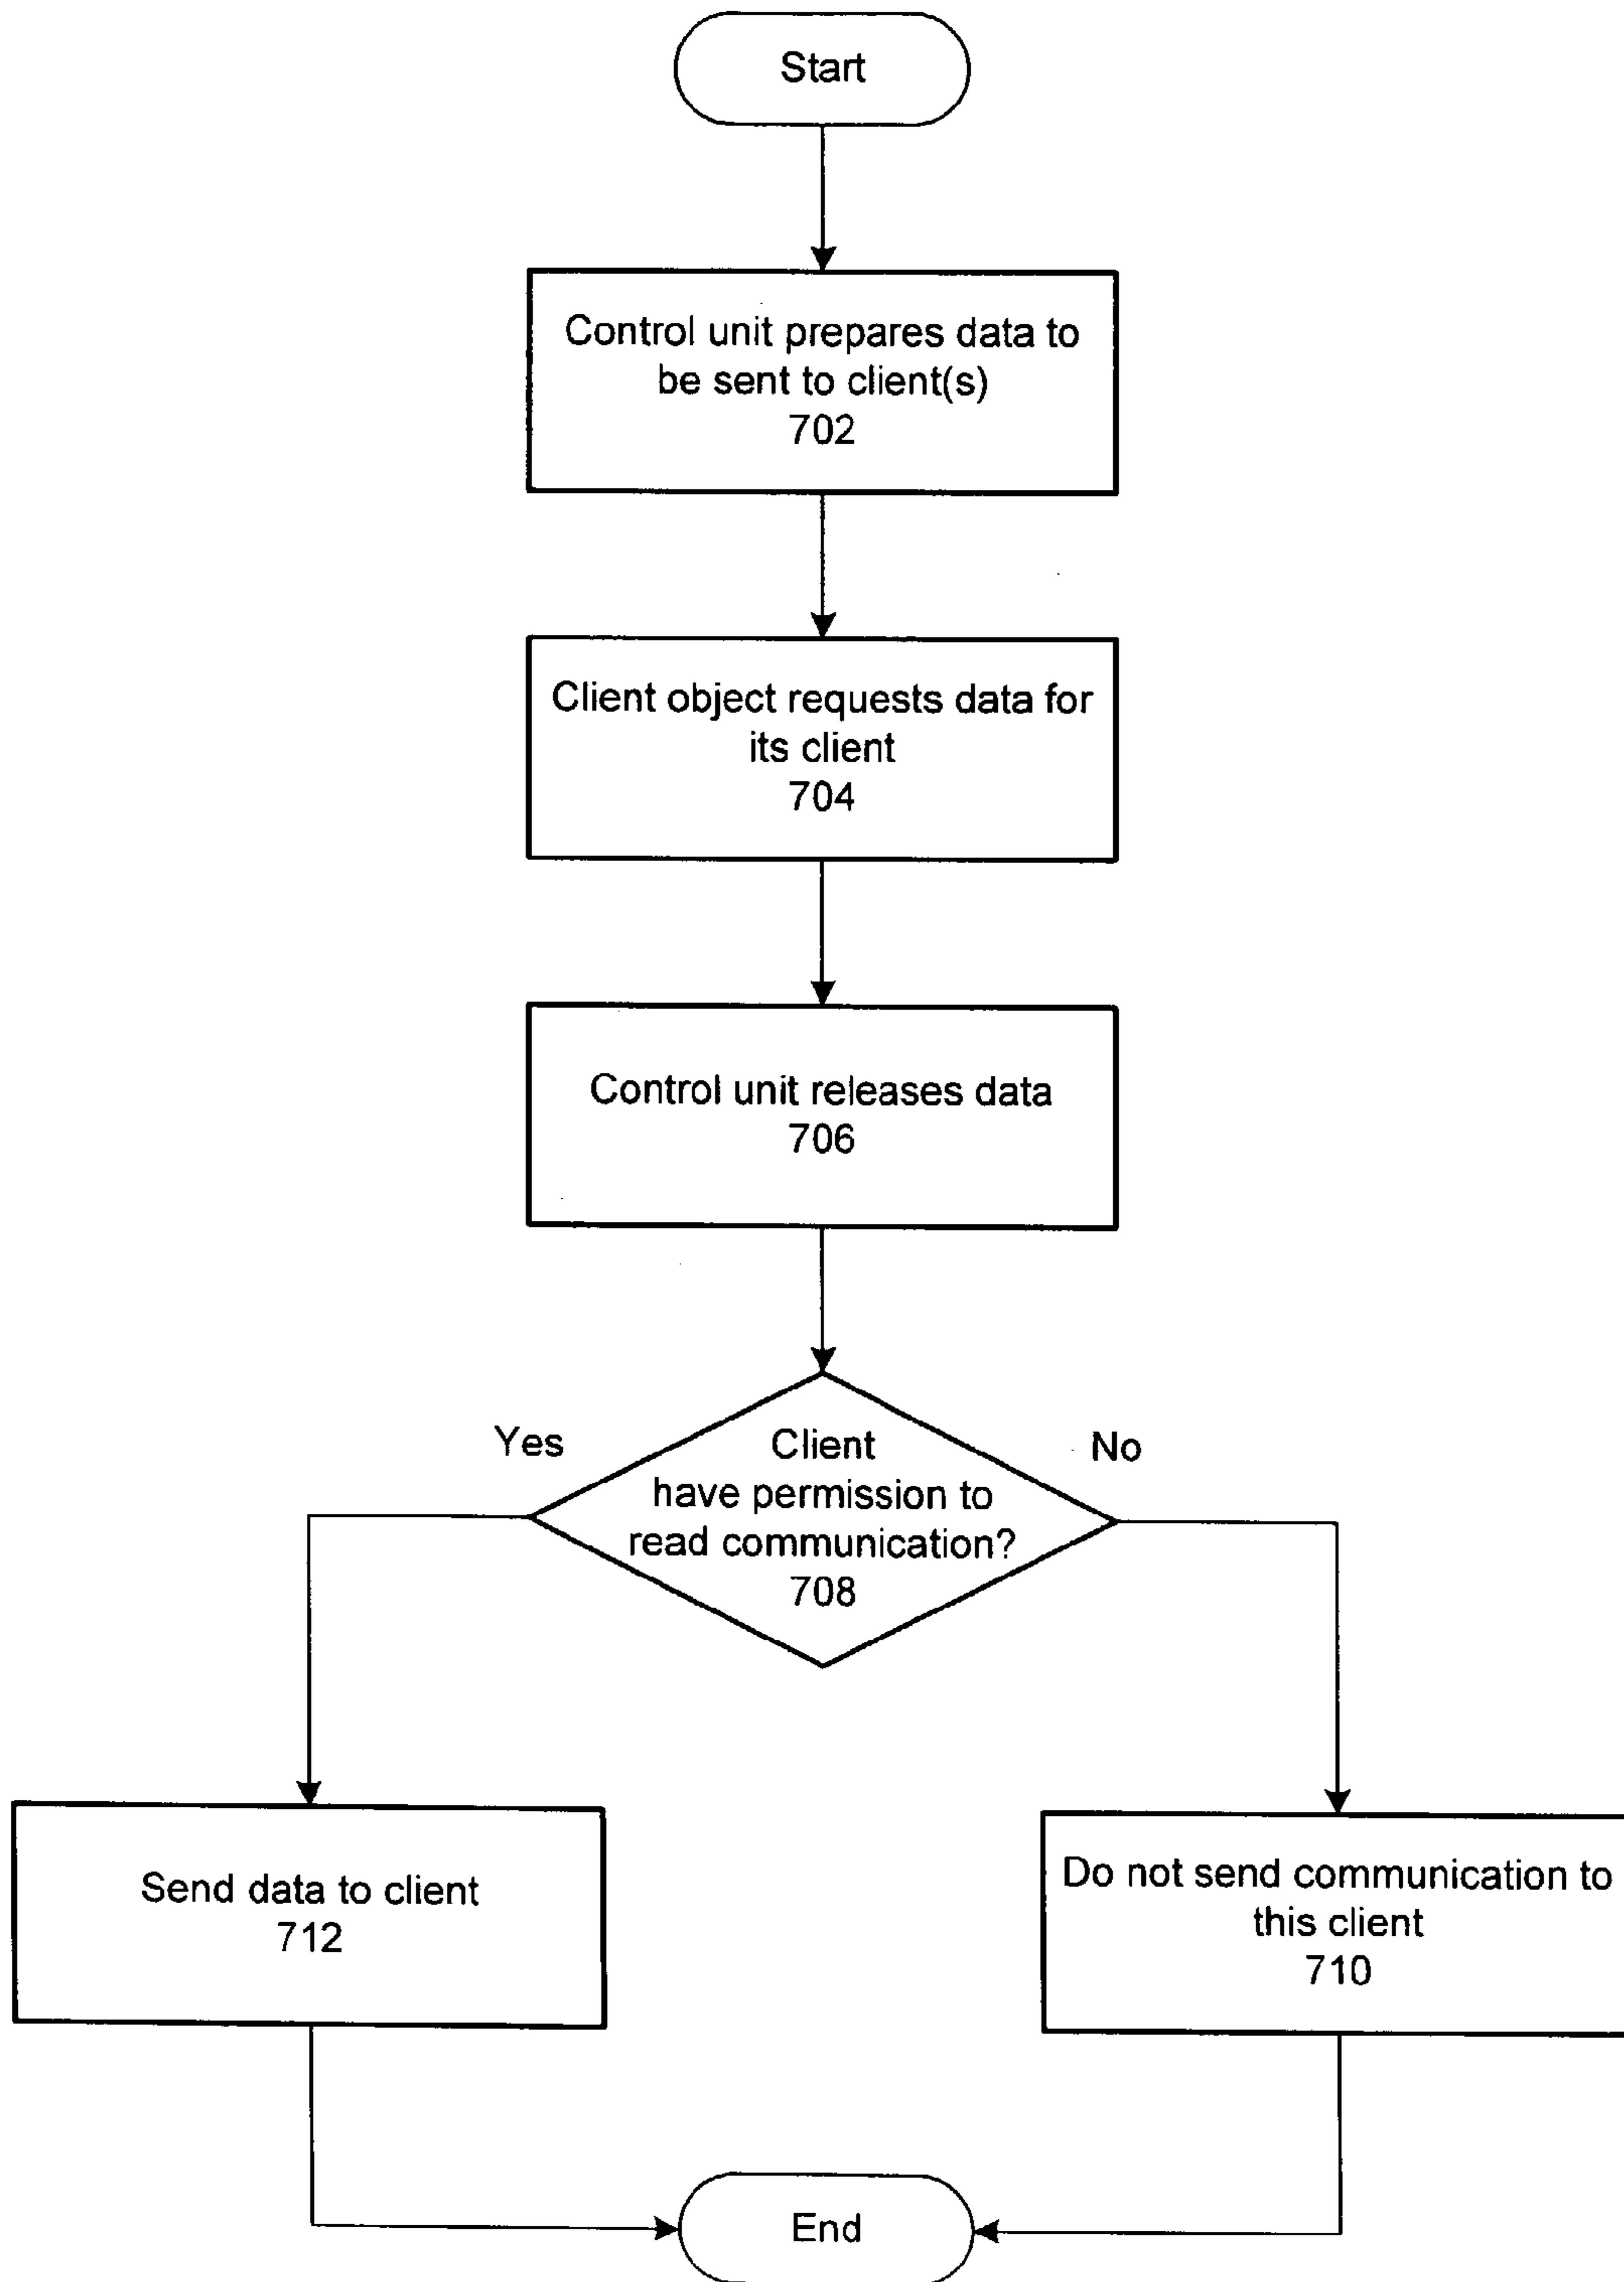 Start
Control unit prepares data to
be sent to client(s)
702
Client object requests data for
its client
704
Control unit releases data
706
Yes
No
Client
have permission to
read communication?
708
Send data to client
712
Do not send communication to
this client
710
End